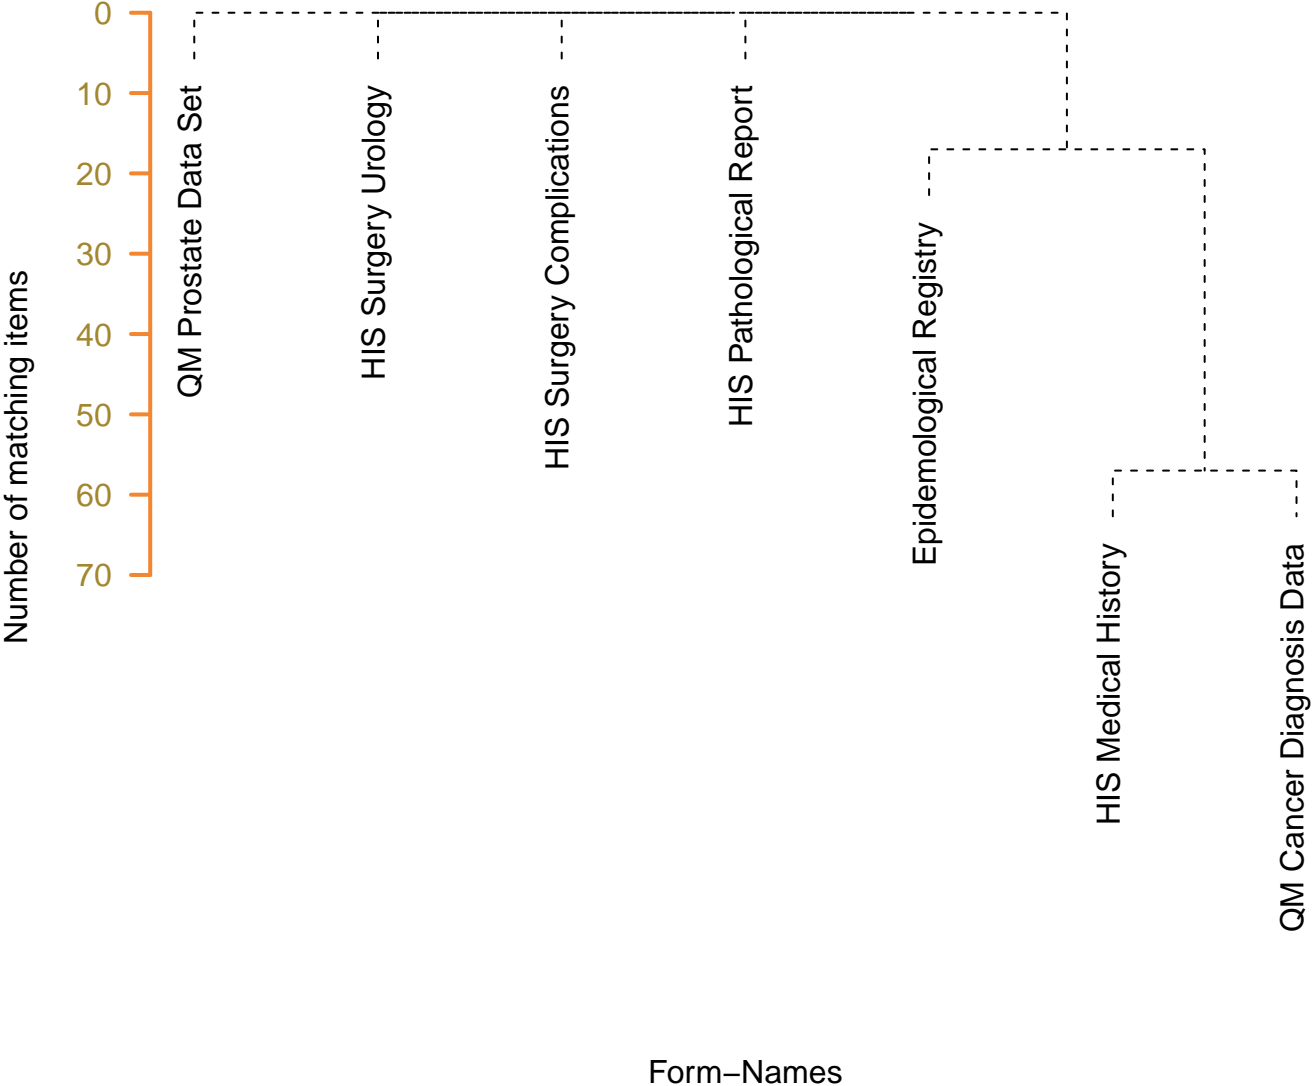 Number of matching items
0
10
20
30
40
50
60
70
QM Prostate Data Set
HIS Surgery Urology
HIS Surgery Complications
HIS Pathological Report
Epidemological Registry
HIS Medical History
QM Cancer Diagnosis Data
Form−Names